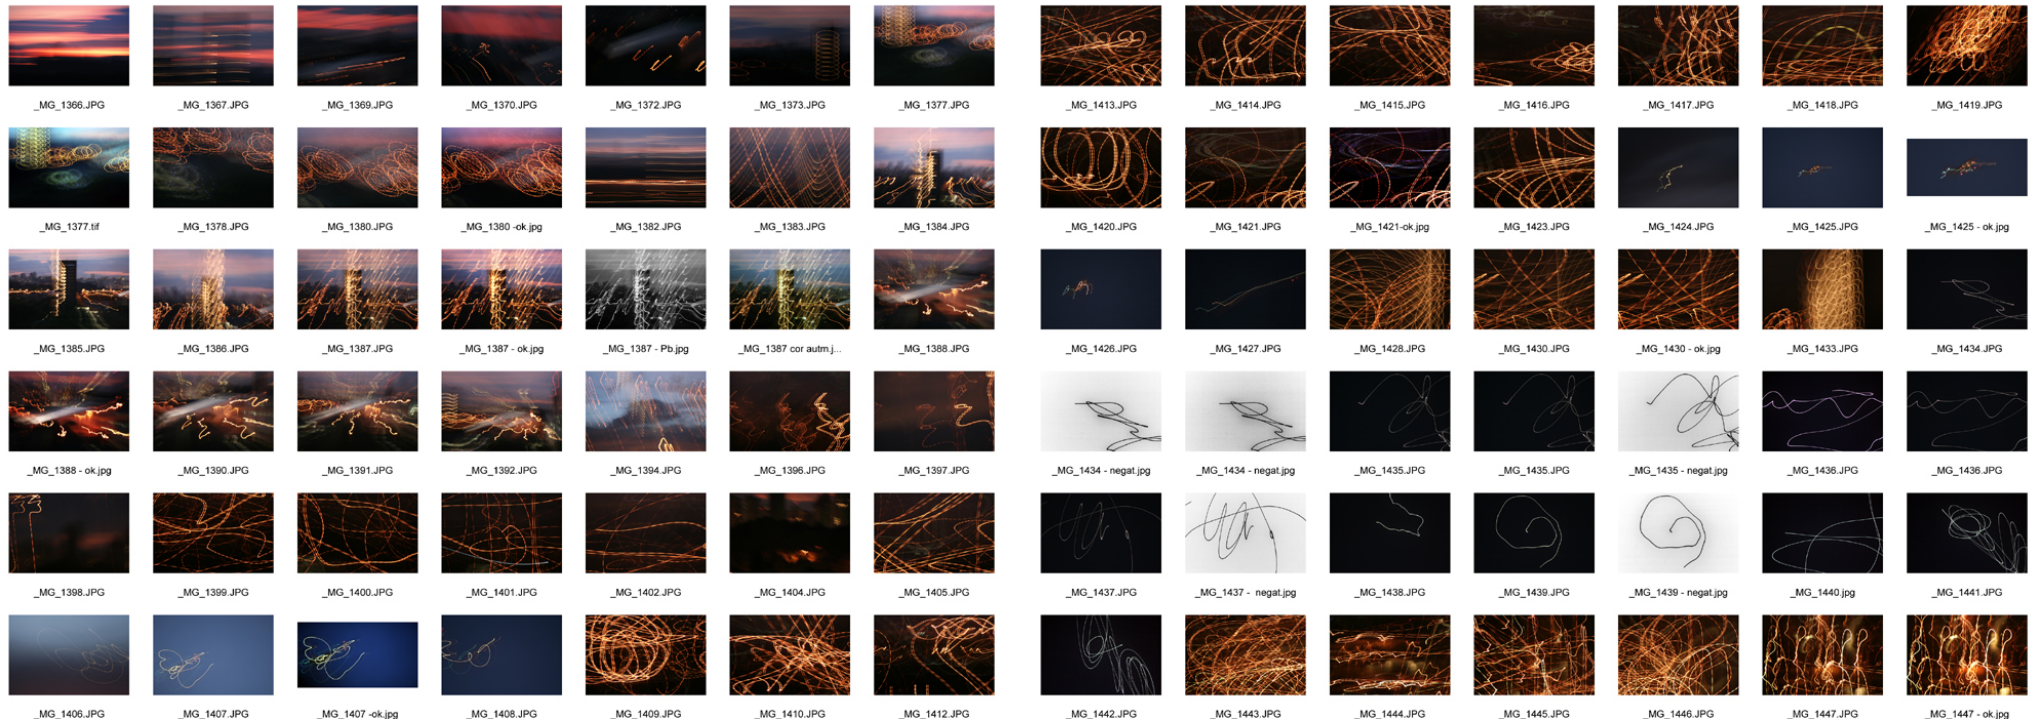 _MG_1366.JPG _MG_1367.JPG _MG_1369.JPG _MG_1370.JPG _MG_1372.JPG _MG_1373.JPG _MG_1377.JPG _MG_1413.JPG _MG_1414.JPG _MG_1415.JPG _MG_1416.JPG _MG_1417.JPG _MG_1418.JPG _MG_1419.JPG
_MG_1377.tif _MG_1378.JPG _MG_1380.JPG _MG_1380 -ok.jpg _MG_1382.JPG _MG_1383.JPG _MG_1384.JPG _MG_1420.JPG _MG_1421.JPG _MG_1421-ok.jpg _MG_1423.JPG _MG_1424.JPG _MG_1425.JPG _MG_1425 - ok.jpg
_MG_1385.JPG _MG_1386.JPG _MG_1387.JPG _MG_1387 - ok.jpg _MG_1387 - Pb.jpg _MG_1387 cor autm.j... _MG_1388.JPG _MG_1426.JPG _MG_1427.JPG _MG_1428.JPG _MG_1430.JPG _MG_1430 - ok.jpg _MG_1433.JPG _MG_1434.JPG
_MG_1388 - ok.jpg _MG_1390.JPG _MG_1391.JPG _MG_1392.JPG _MG_1394.JPG _MG_1396.JPG _MG_1397.JPG _MG_1434 - negat.jpg _MG_1434 - negat.jpg _MG_1435.JPG _MG_1435.JPG _MG_1435 - negat.jpg _MG_1436.JPG _MG_1436.JPG
_MG_1398.JPG _MG_1399.JPG _MG_1400.JPG _MG_1401.JPG _MG_1402.JPG _MG_1404.JPG _MG_1405.JPG _MG_1437.JPG _MG_1437 - negat.jpg _MG_1438.JPG _MG_1439.JPG _MG_1439 - negat.jpg _MG_1440.jpg _MG_1441.JPG
_MG_1406.JPG _MG_1407.JPG _MG_1407 -ok.jpg _MG_1408.JPG _MG_1409.JPG _MG_1410.JPG _MG_1412.JPG _MG_1442.JPG _MG_1443.JPG _MG_1444.JPG _MG_1445.JPG _MG_1446.JPG _MG_1447.JPG _MG_1447 - ok.jpg